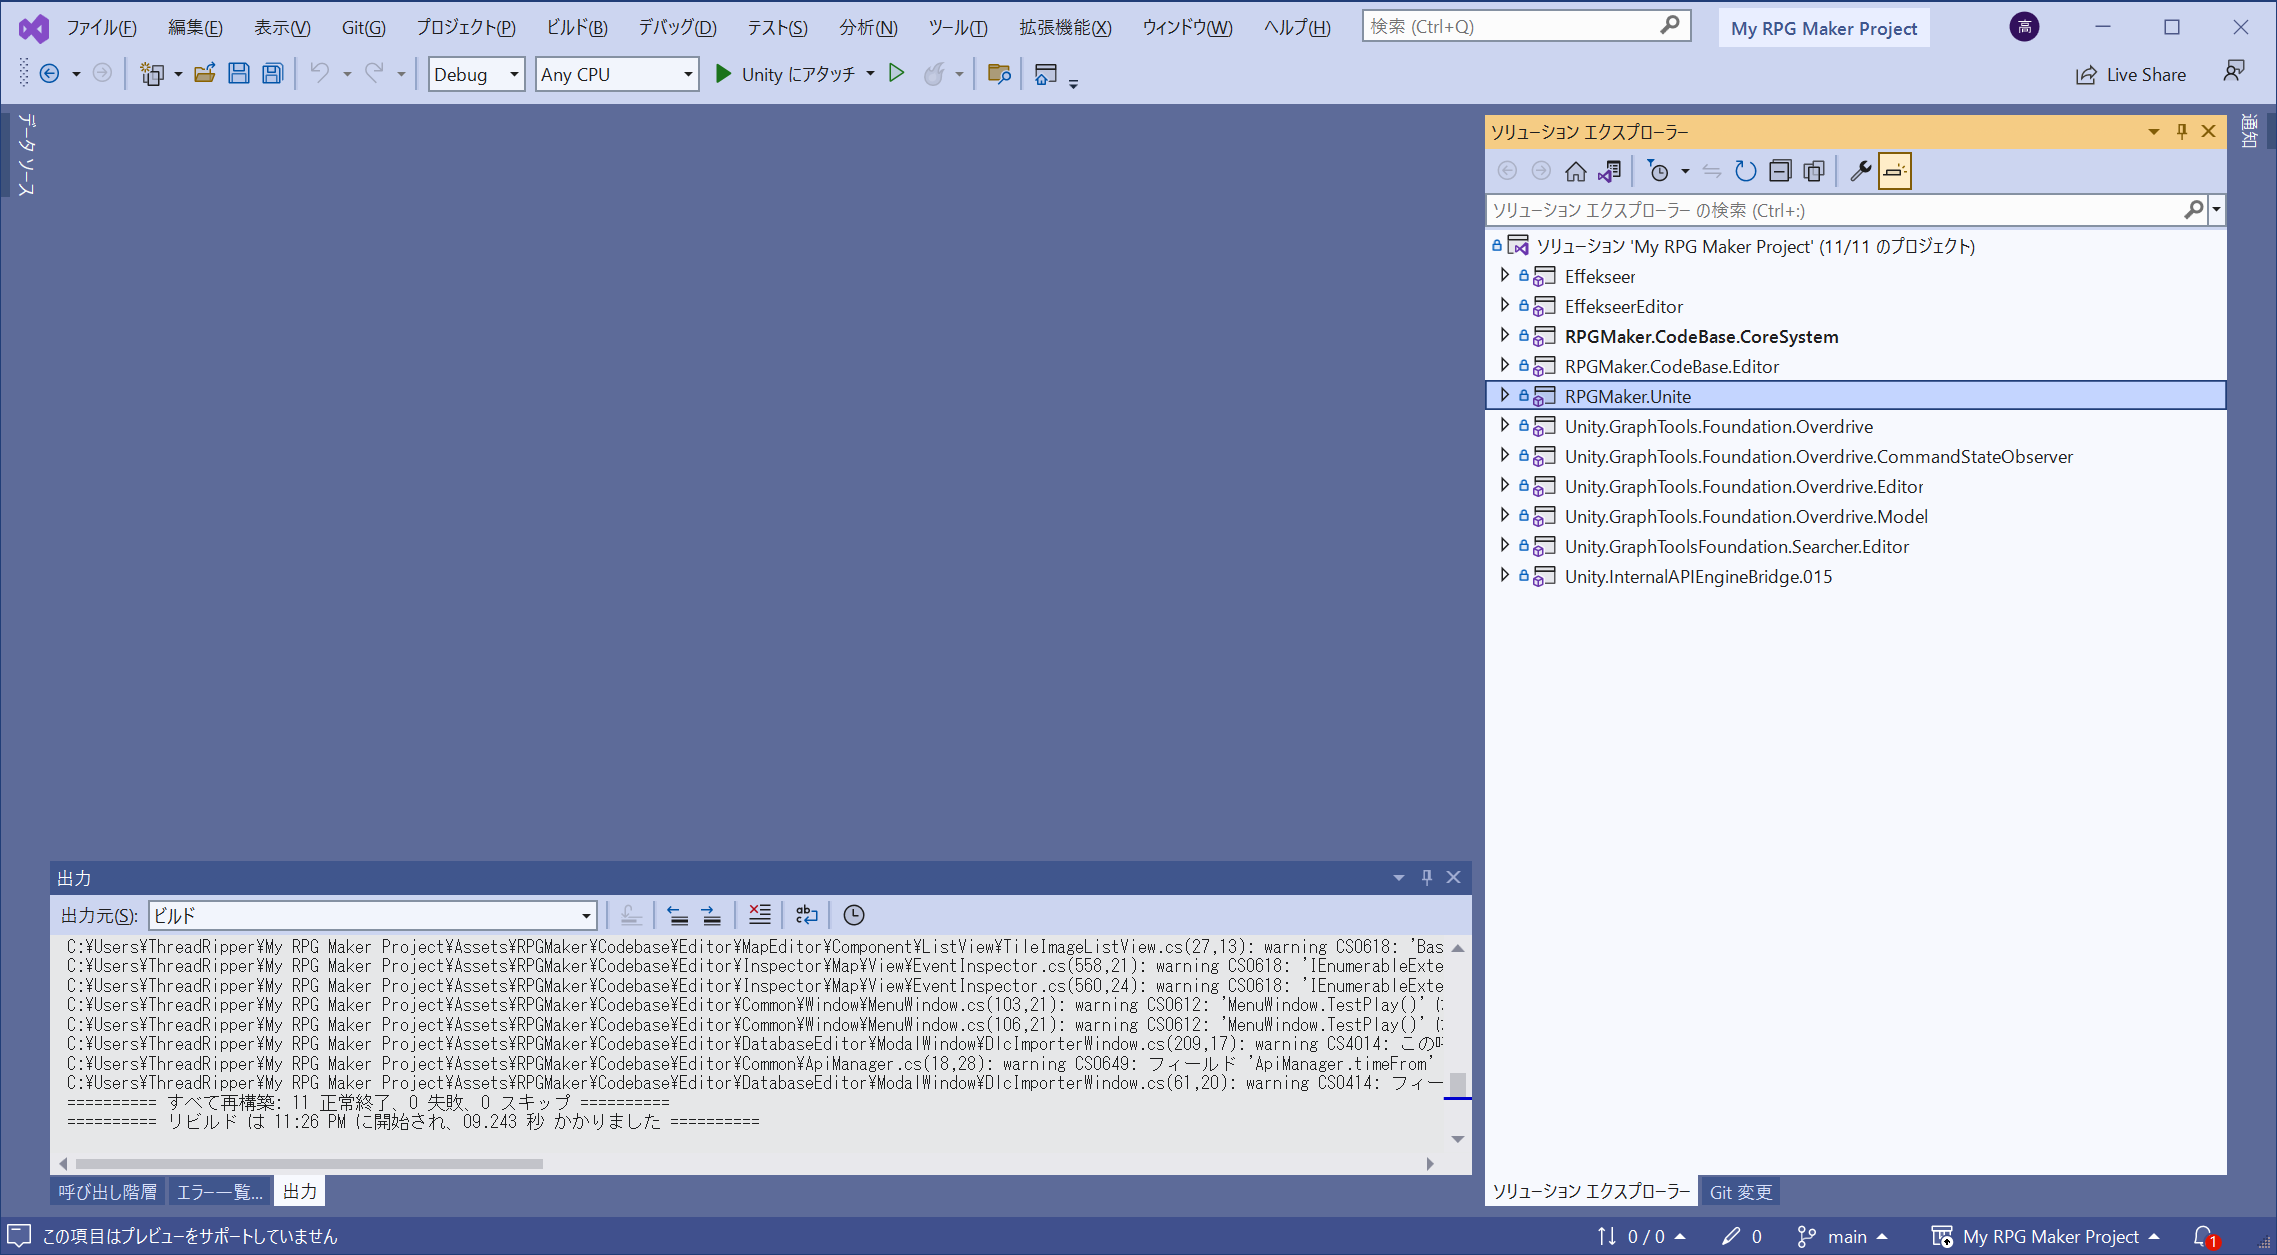 ファイル(F) 編集(E) 表示(V) Git(G) プロジェクト(P) ビルド(B) デバッグ(D) テスト(S) 分析(N) ツール(T) 拡張機能(X) ウィンドウ(W) ヘルプ(H) 検索 (Ctrl+Q) My RPG Maker Project 高
Debug Any CPU Unity にアタッチ Live Share
データ ソース
ソリューション エクスプローラー
通知
ソリューション エクスプローラー の検索 (Ctrl+:)
ソリューション 'My RPG Maker Project' (11/11 のプロジェクト)
Effekseer
EffekseerEditor
RPGMaker.CodeBase.CoreSystem
RPGMaker.CodeBase.Editor
RPGMaker.Unite
Unity.GraphTools.Foundation.Overdrive
Unity.GraphTools.Foundation.Overdrive.CommandStateObserver
Unity.GraphTools.Foundation.Overdrive.Editor
Unity.GraphTools.Foundation.Overdrive.Model
Unity.GraphToolsFoundation.Searcher.Editor
Unity.InternalAPIEngineBridge.015
出力
出力元(S): ビルド
C:¥Users¥ThreadRipper¥My RPG Maker Project¥Assets¥RPGMaker¥Codebase¥Editor¥MapEditor¥Component¥ListView¥TileImageListView.cs(27,13): warning CS0618: 'Bas
C:¥Users¥ThreadRipper¥My RPG Maker Project¥Assets¥RPGMaker¥Codebase¥Editor¥Inspector¥Map¥View¥EventInspector.cs(558,21): warning CS0618: 'IEnumerableExte
C:¥Users¥ThreadRipper¥My RPG Maker Project¥Assets¥RPGMaker¥Codebase¥Editor¥Inspector¥Map¥View¥EventInspector.cs(560,24): warning CS0618: 'IEnumerableExte
C:¥Users¥ThreadRipper¥My RPG Maker Project¥Assets¥RPGMaker¥Codebase¥Editor¥Common¥Window¥MenuWindow.cs(103,21): warning CS0612: 'MenuWindow.TestPlay()'
C:¥Users¥ThreadRipper¥My RPG Maker Project¥Assets¥RPGMaker¥Codebase¥Editor¥Common¥Window¥MenuWindow.cs(106,21): warning CS0612: 'MenuWindow.TestPlay()'
C:¥Users¥ThreadRipper¥My RPG Maker Project¥Assets¥RPGMaker¥Codebase¥Editor¥DatabaseEditor¥ModalWindow¥DlcImporterWindow.cs(209,17): warning CS4014: この
C:¥Users¥ThreadRipper¥My RPG Maker Project¥Assets¥RPGMaker¥Codebase¥Editor¥Common¥ApiManager.cs(18,28): warning CS0649: フィールド 'ApiManager.timeFrom'
C:¥Users¥ThreadRipper¥My RPG Maker Project¥Assets¥RPGMaker¥Codebase¥Editor¥DatabaseEditor¥ModalWindow¥DlcImporterWindow.cs(61,20): warning CS0414: フィー
========== すべて再構築: 11 正常終了、0 失敗、0 スキップ ==========
========== リビルド は 11:26 PM に開始され、09.243 秒 かかりました ==========
呼び出し階層 エラー一覧... 出力
ソリューション エクスプローラー Git 変更
この項目はプレビューをサポートしていません 0 / 0 0 main My RPG Maker Project 1